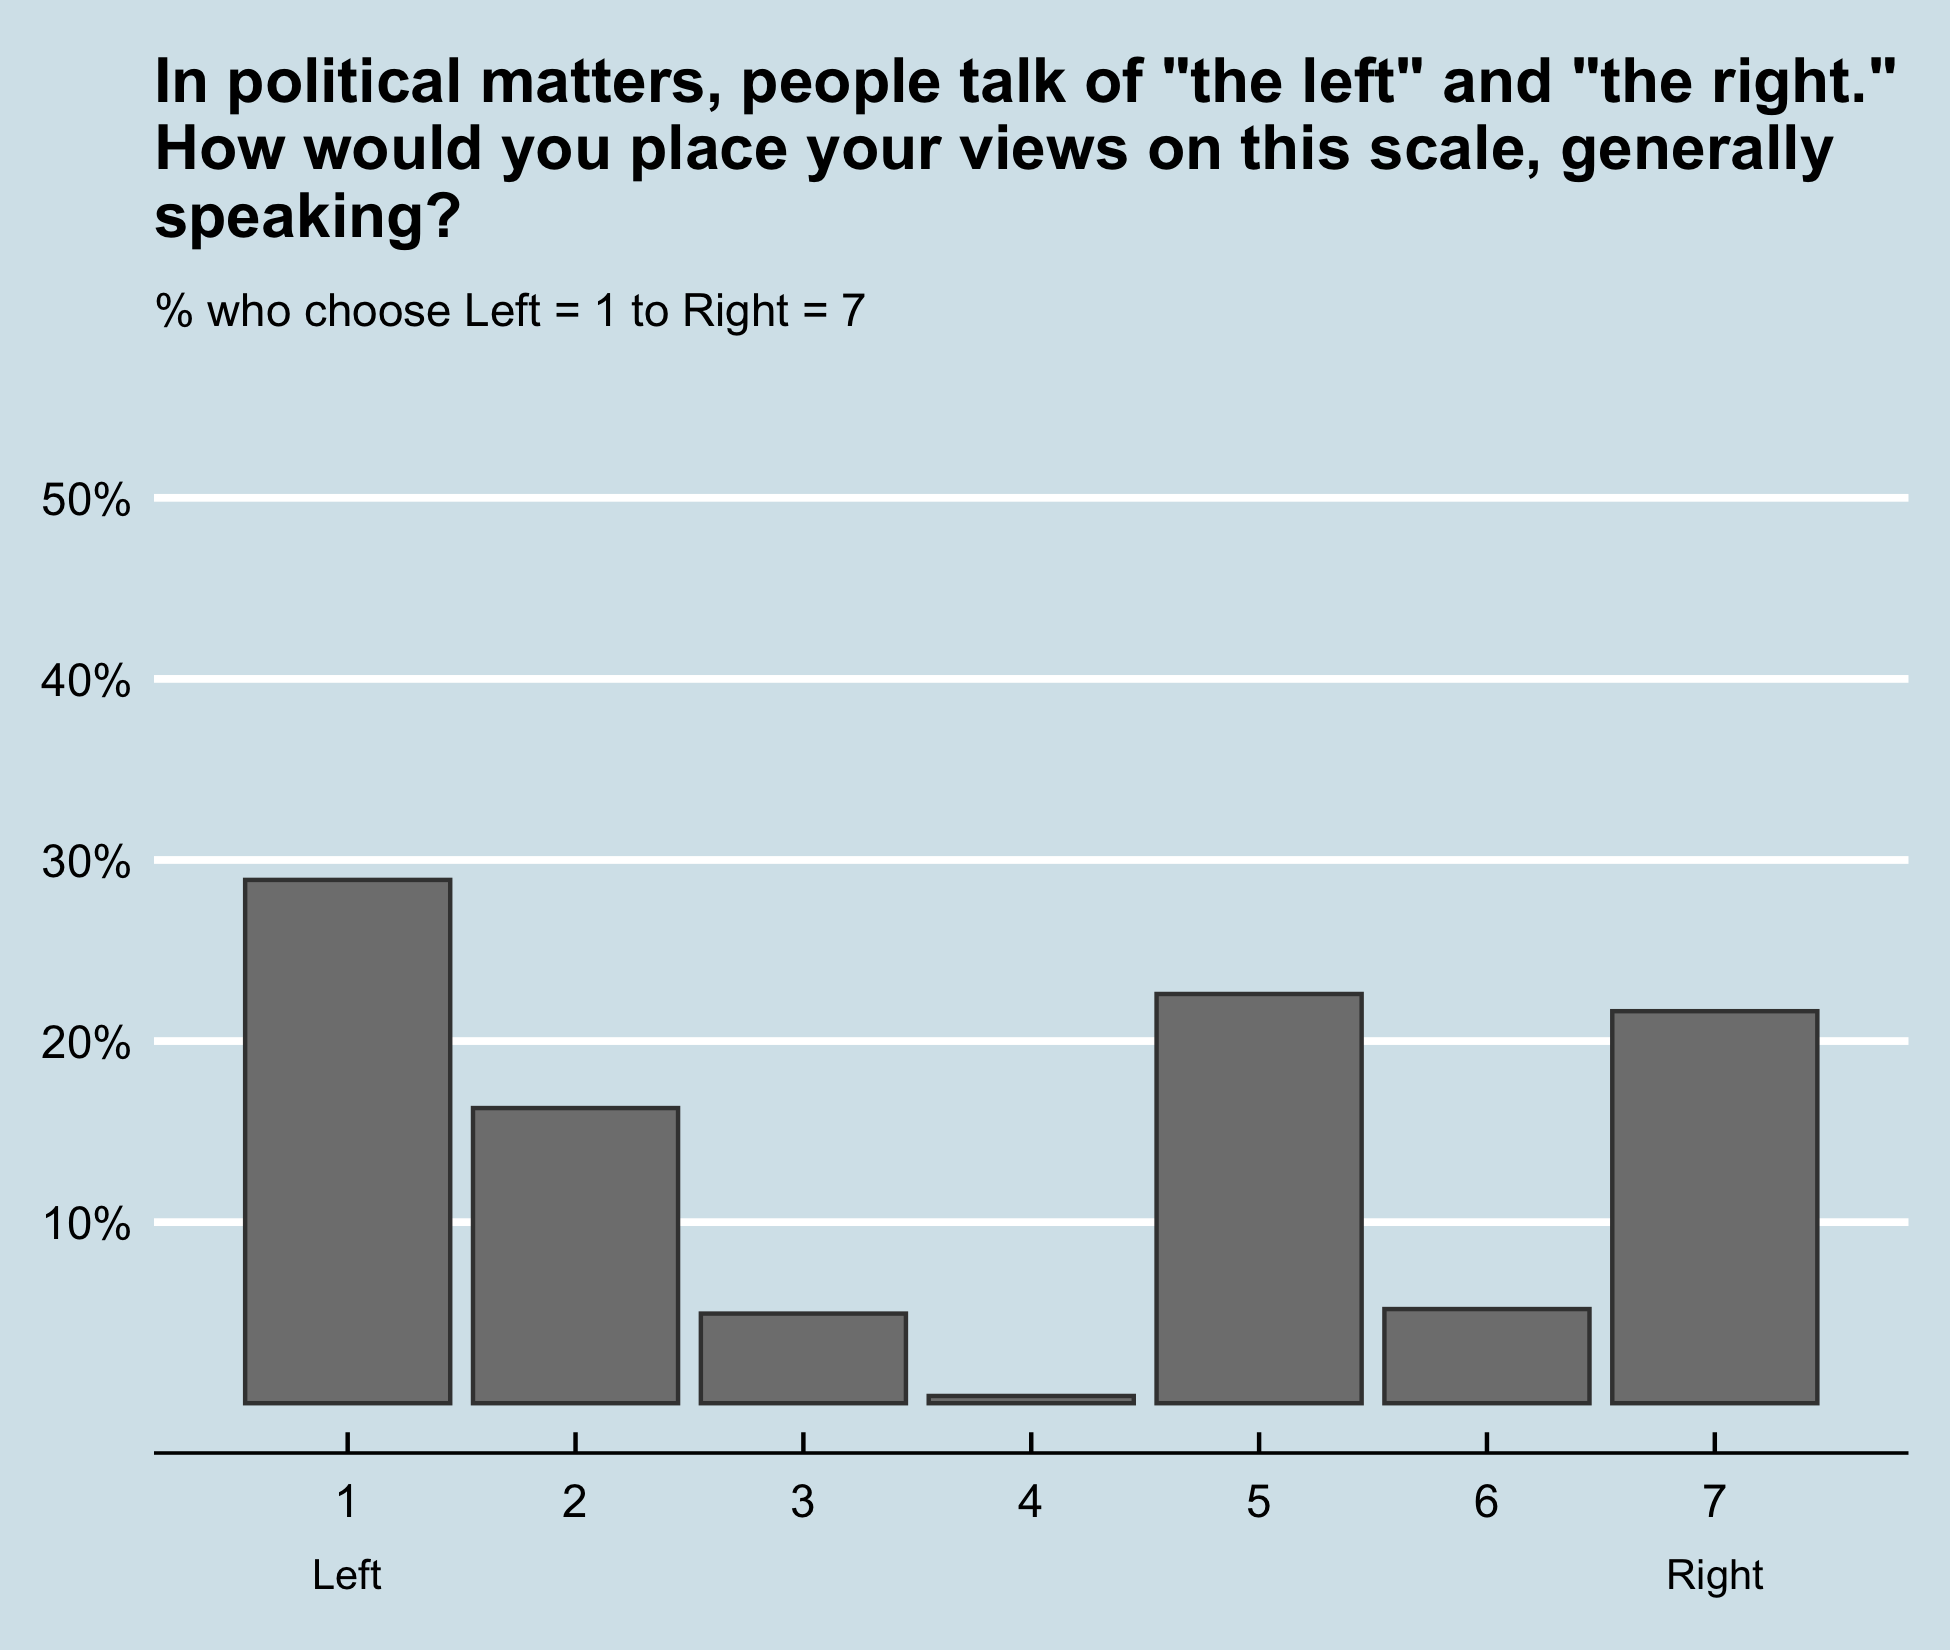 In political matters, people talk of "the left" and "the right."
How would you place your views on this scale, generally
speaking?
% who choose Left = 1 to Right = 7
50%
40%
30%
20%
10%
1 2 3 4 5 6 7
Left Right